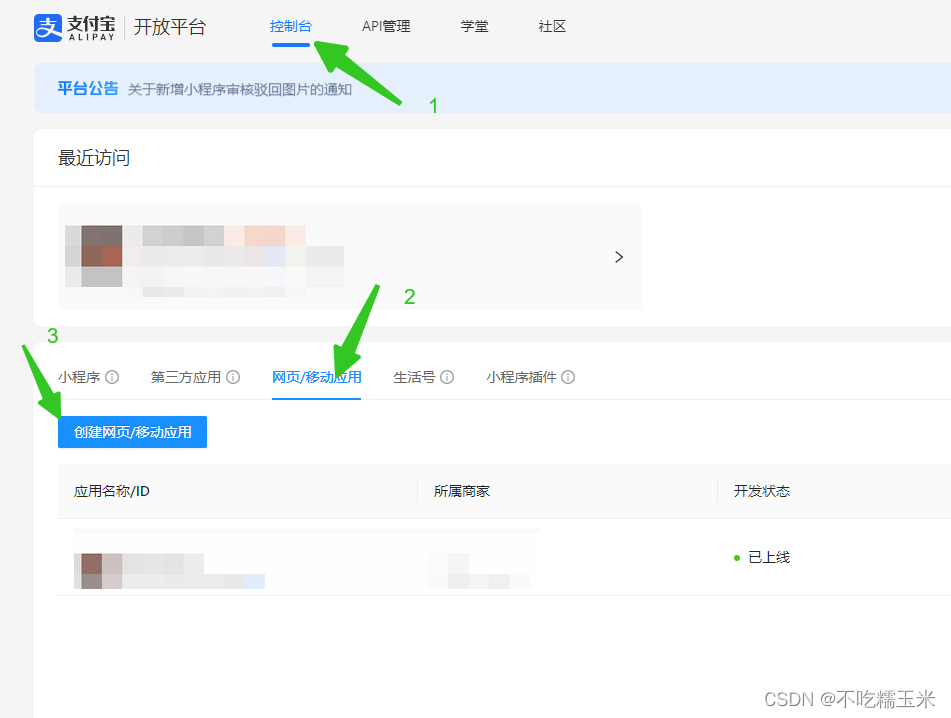 支付宝 ALIPAY 开放平台 控制台 API管理 学堂 社区
平台公告 关于新增小程序审核驳回图片的通知
1
最近访问
2
3
小程序 第三方应用 网页/移动应用 生活号 小程序插件
创建网页/移动应用
应用名称/ID 所属商家 开发状态
已上线
CSDN @不吃糯玉米